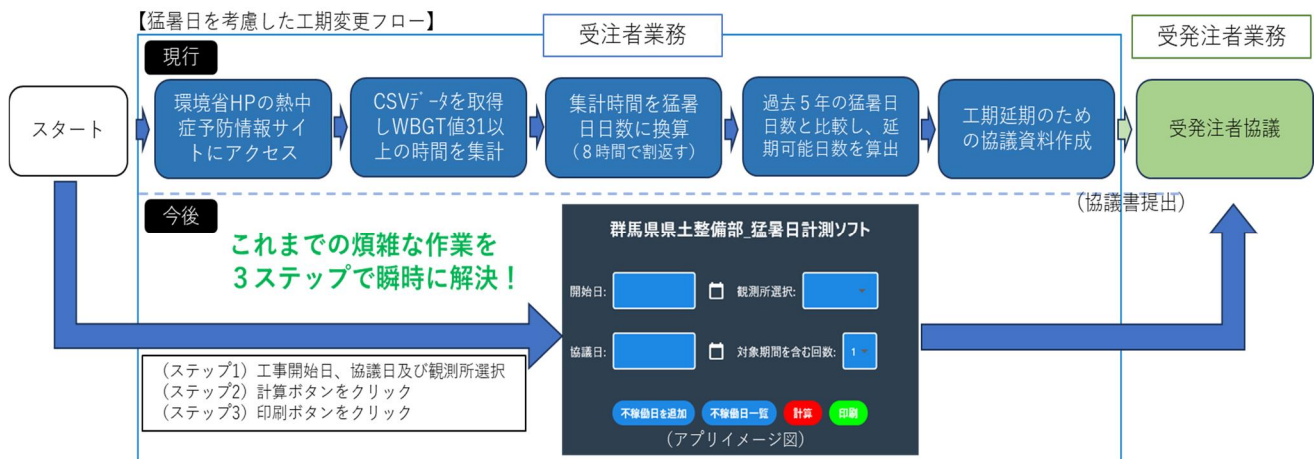 【猛暑日を考慮した工期変更フロー】
受注者業務
受発注者業務
現行
スタート
環境省HPの熱中
症予防情報サイ
トにアクセス
CSVデータを取得
しWBGT値31以
上の時間を集計
集計時間を猛暑
日日数に換算
(８時間で割返す)
過去５年の猛暑日
日数と比較し、延
期可能日数を算出
工期延期のため
の協議資料作成
受発注者協議
(協議書提出)
今後
これまでの煩雑な作業を
３ステップで瞬時に解決！
(ステップ1) 工事開始日、協議日及び観測所選択
(ステップ2) 計算ボタンをクリック
(ステップ3) 印刷ボタンをクリック
群馬県県土整備部_猛暑日計測ソフト
開始日: 観測所選択:
協議日: 対象期間を含む回数: 1
不稼働日を追加 不稼働日一覧 計算 印刷
(アプリイメージ図)